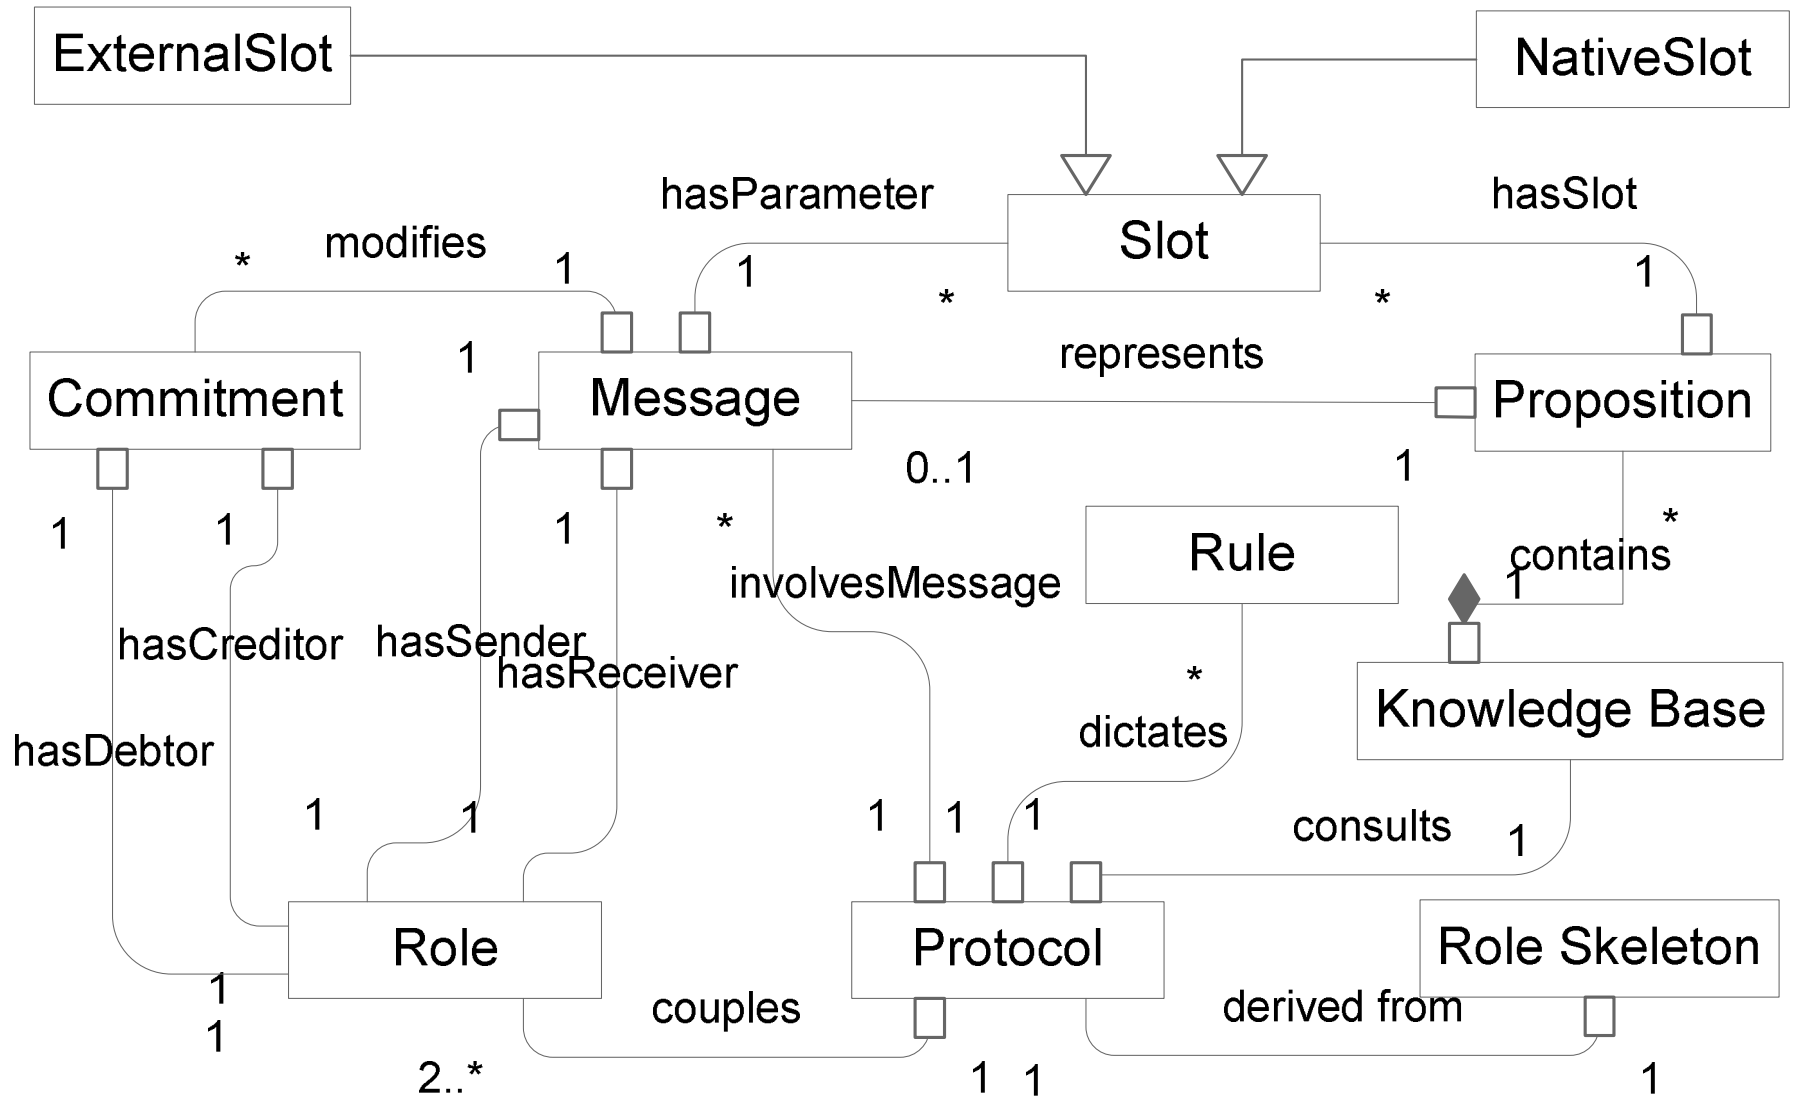 ExternalSlot
NativeSlot
hasParameter
hasSlot
Slot
modifies
* 1
1
1
* *
1
represents
Commitment
Message
Proposition
0..1
1
1
1
1
*
*
Rule
contains
1
involvesMessage
hasCreditor
hasSender
hasReceiver
*
Knowledge Base
dictates
hasDebtor
1
1
1
1
1
consults
1
Role
Protocol
Role Skeleton
1
couples
derived from
1
2..*
1
1
1